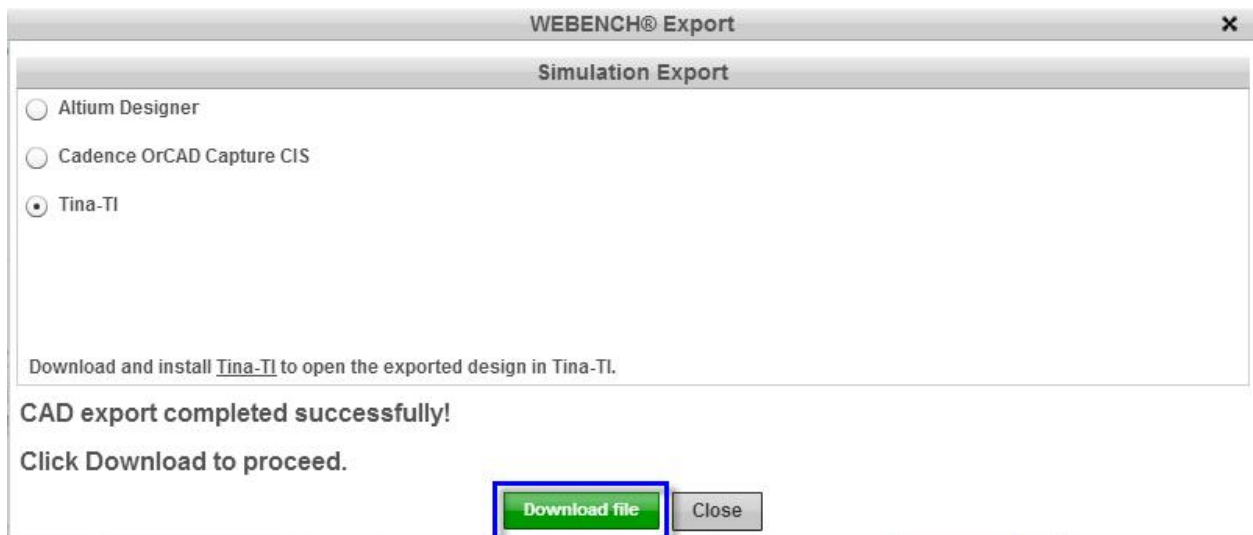 WEBENCH® Export
Simulation Export
Altium Designer
Cadence OrCAD Capture CIS
Tina-TI
Download and install Tina-TI to open the exported design in Tina-TI.
CAD export completed successfully!
Click Download to proceed.
Download file Close